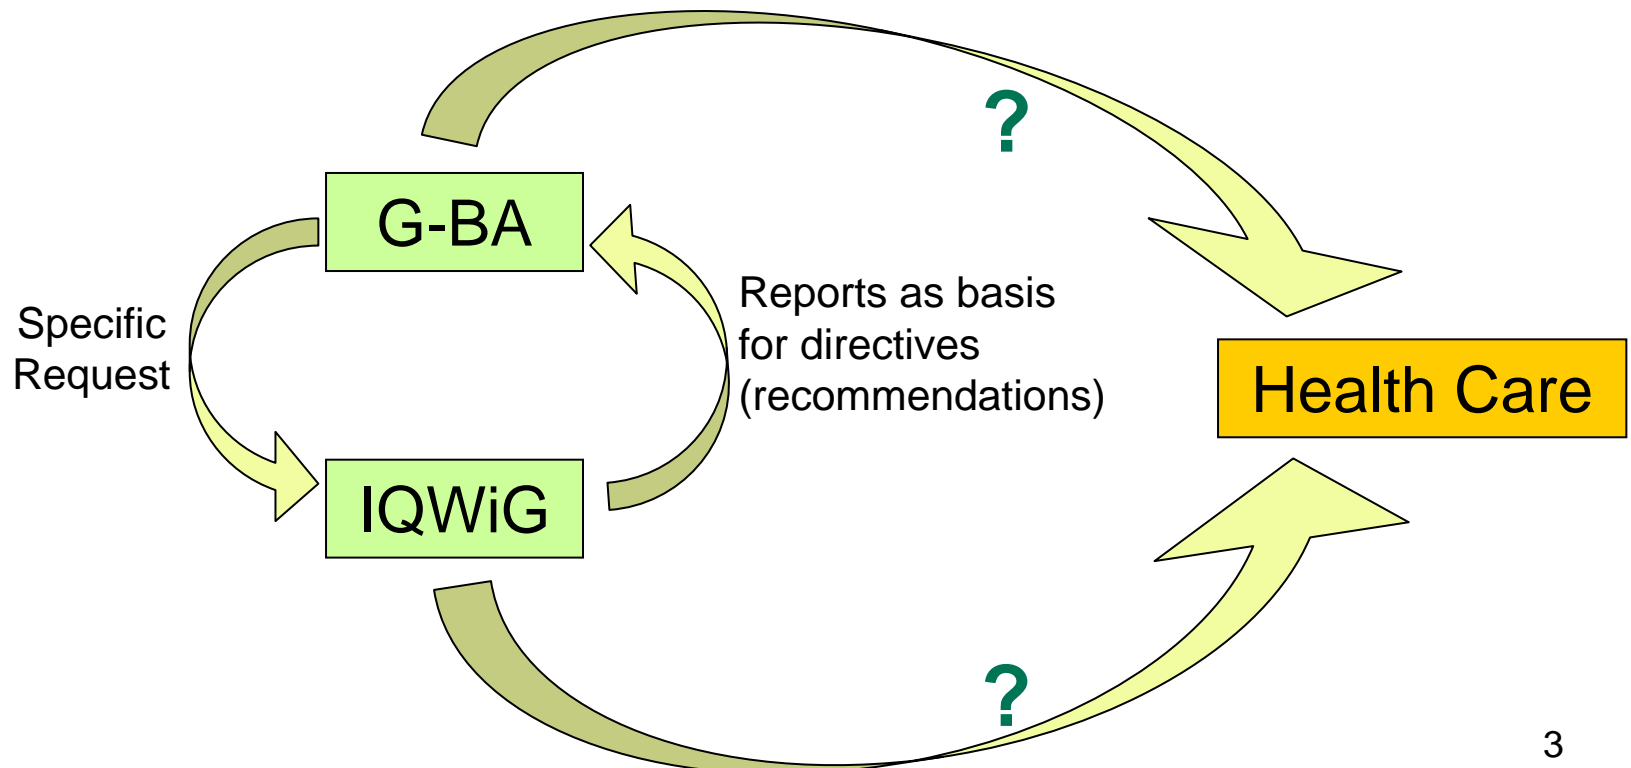 ?
G-BA
Specific
Request
Reports as basis
for directives
(recommendations)
Health Care
IQWiG
?
3